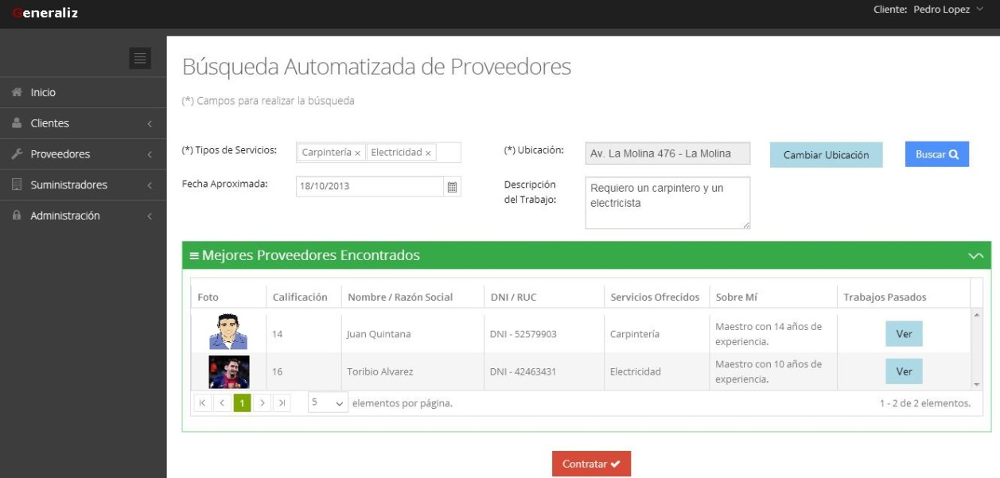 Generaliz
Cliente: Pedro Lopez
Inicio
Clientes
Proveedores
Suministradores
Administración
Búsqueda Automatizada de Proveedores
(*) Campos para realizar la búsqueda
(*) Tipos de Servicios: Carpintería × Electricidad × (*) Ubicación: Av. La Molina 476 - La Molina Cambiar Ubicación Buscar
Fecha Aproximada: 18/10/2013
Descripción
del Trabajo:
Requiero un carpintero y un
electricista
Mejores Proveedores Encontrados
Foto Calificación Nombre / Razón Social DNI / RUC Servicios Ofrecidos Sobre Mí Trabajos Pasados
14 Juan Quintana DNI - 52579903 Carpintería Maestro con 14 años de
experiencia. Ver
16 Toribio Alvarez DNI - 42463431 Electricidad Maestro con 10 años de
experiencia. Ver
1 5 elementos por página. 1 - 2 de 2 elementos.
Contratar